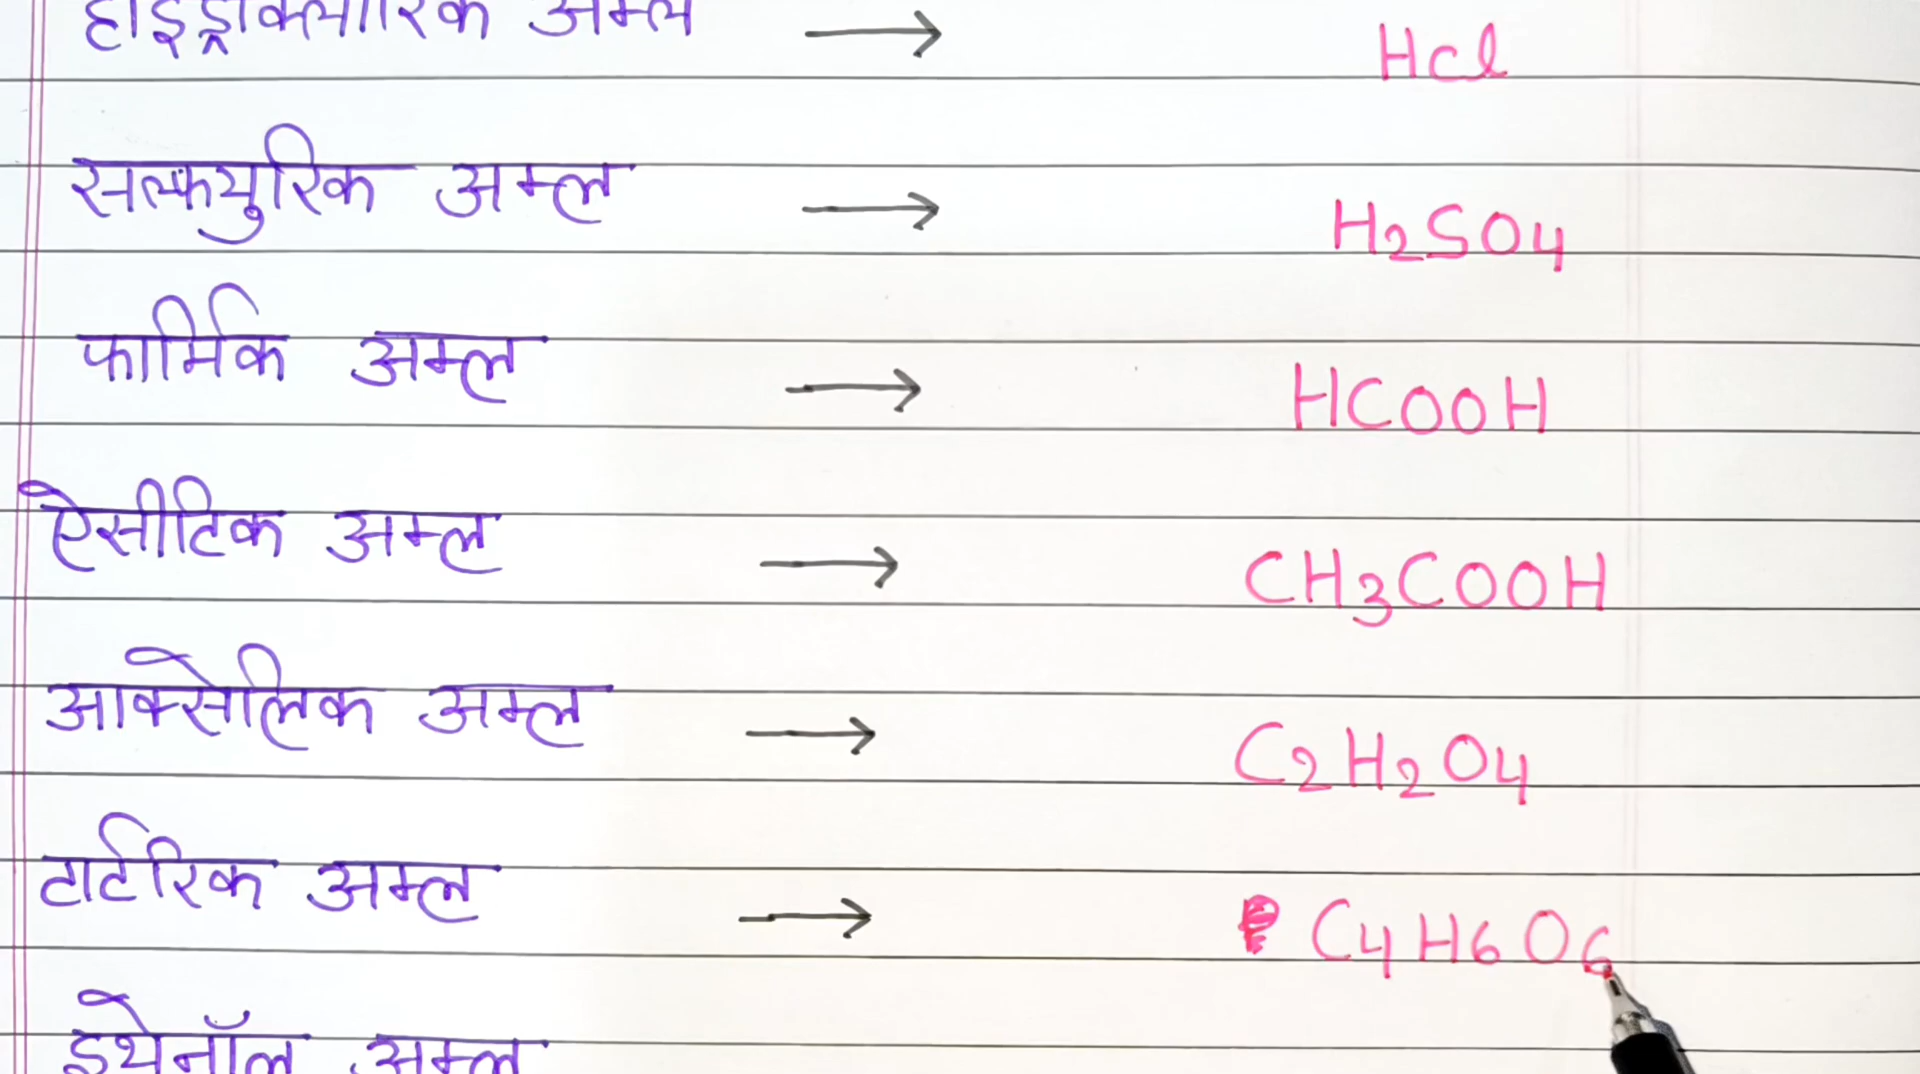 हाइड्रोक्लोरिक अम्ल → Hcl
सल्फयुरिक अम्ल → H2SO4
फार्मिक अम्ल → HCOOH
ऐसीटिक अम्ल → CH3COOH
आक्सेलिक अम्ल → C2H2O4
टार्टरिक अम्ल → C4H6O6
इथेनॉल अम्ल